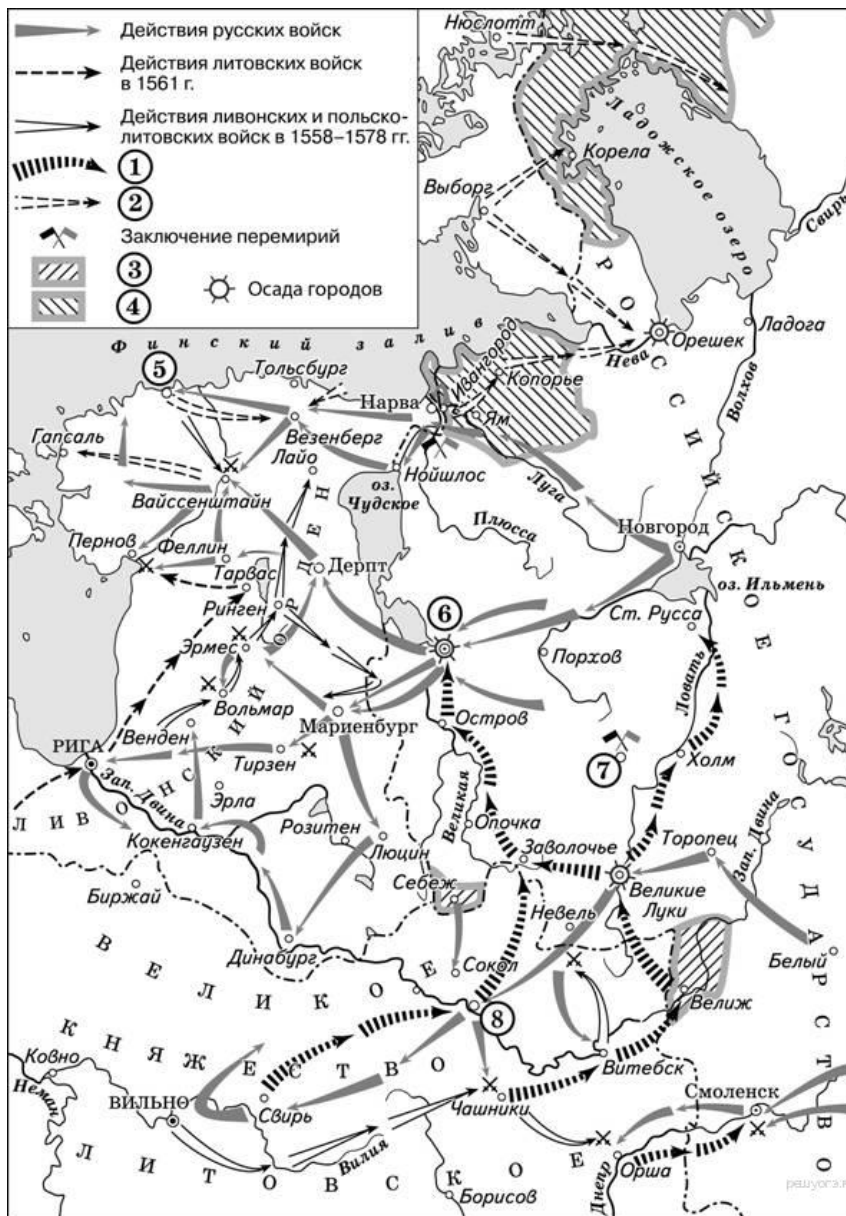 Действия русских войск
Действия литовских войск
в 1561 г.
Действия ливонских и польско-
литовских войск в 1558–1578 гг.
1
2
Заключение перемирий
3
4
Осада городов
Нюслотт
Ладожское озеро
Корела
Выборг
Свирь
РОССИЙСКОЕ
ГОСУДАРСТВО
Финский залив
Орешек
Ладога
Нева
Волхов
5
Тольсбург
Ивангород
Копорье
Нарва
Ям
Гапсаль
Везенберг
Лайо
Нойшлос
Луга
оз.
Чудское
Вайссенштайн
Плюсса
Новгород
Пернов
Феллин
Дерпт
оз. Ильмень
Тарвас
Ринген
6
Ст. Русса
Эрмес
Порхов
Ловать
Вольмар
Мариенбург
Остров
Венден
7
Холм
РИГА
Тирзен
Зап. Двина
Эрла
Великая
ЛИВОНСКИЙ
ОРДЕН
Розитен
Опочка
Заволочье
Торопец
Зап. Двина
Кокенгаузен
Люцин
Себеж
Великие
Луки
Биржай
Невель
Динабург
Сокол
Белый
Велиж
ВЕЛИКОЕ
КНЯЖЕСТВО
ЛИТОВСКОЕ
8
Ковно
Неман
Витебск
ВИЛЬНО
Свирь
Чашники
Смоленск
Вилия
Орша
Днепр
Борисов
решуогэ.р